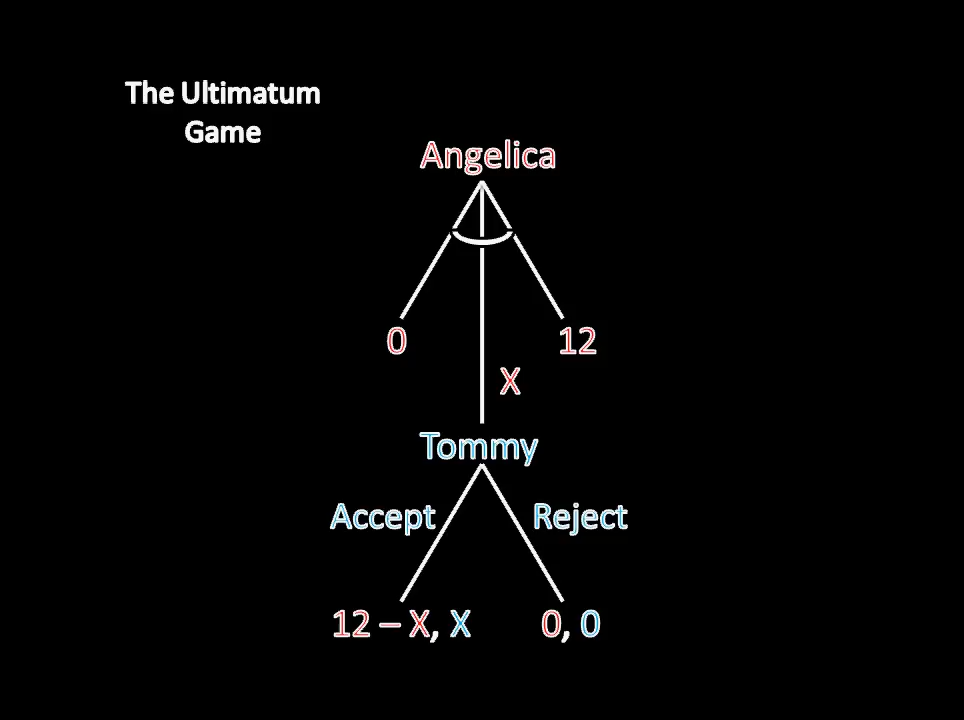 The Ultimatum
Game
Angelica
0
12
X
Tommy
Accept
Reject
12 – X, X
0, 0